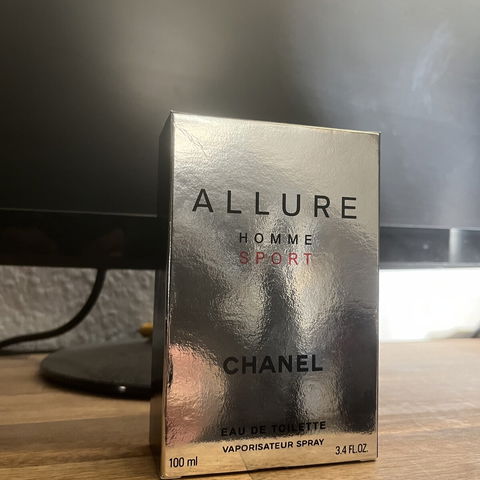 ALLURE
HOMME
SPORT
CHANEL
EAU DE TOILETTE
VAPORISATEUR SPRAY
100 ml 3.4 FL.OZ.